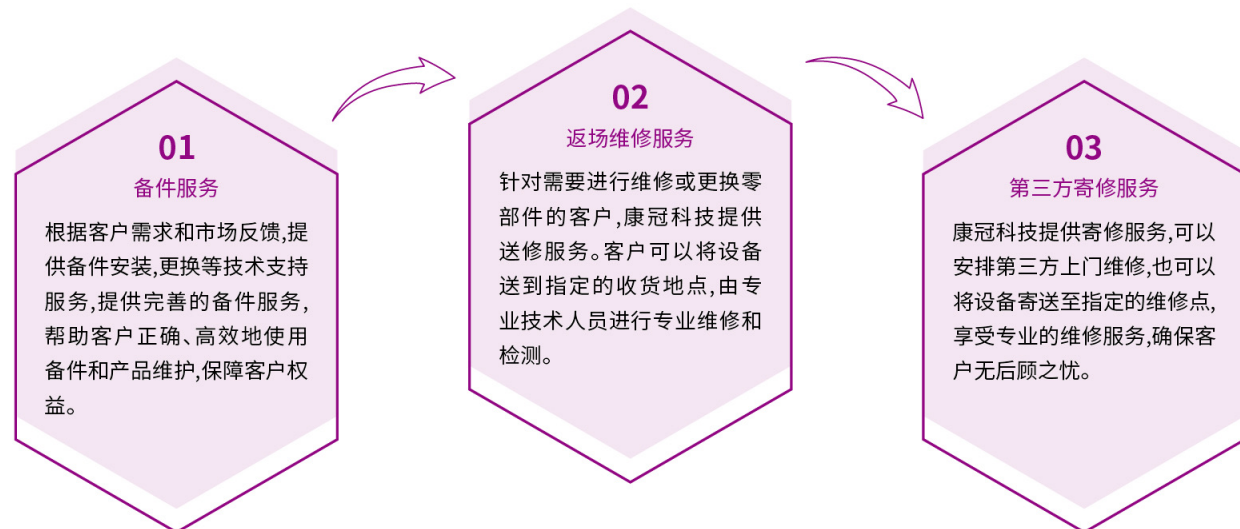 01
备件服务
根据客户需求和市场反馈,提
供备件安装,更换等技术支持
服务,提供完善的备件服务,
帮助客户正确、高效地使用
备件和产品维护,保障客户权
益。
02
返场维修服务
针对需要进行维修或更换零
部件的客户,康冠科技提供
送修服务。客户可以将设备
送到指定的收货地点,由专
业技术人员进行专业维修和
检测。
03
第三方寄修服务
康冠科技提供寄修服务,可以
安排第三方上门维修,也可以
将设备寄送至指定的维修点,
享受专业的维修服务,确保客
户无后顾之忧。